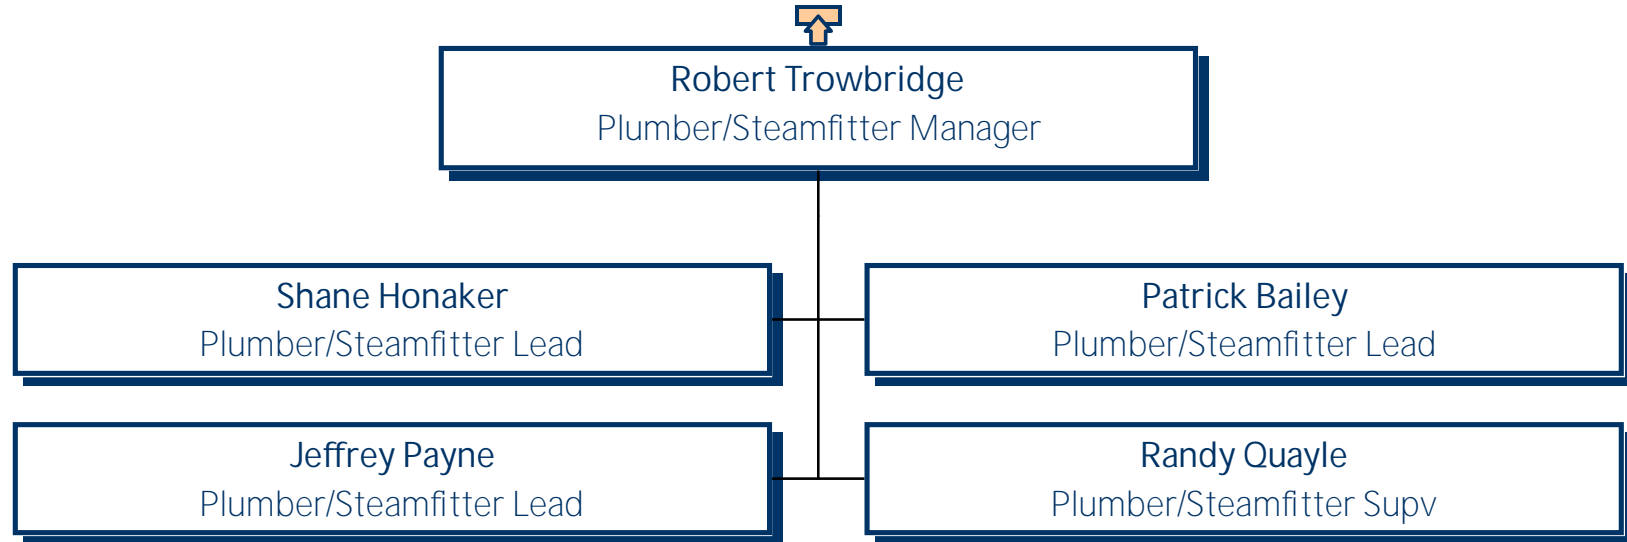 Robert Trowbridge
Plumber/Steamfitter Manager
Shane Honaker
Plumber/Steamfitter Lead
Patrick Bailey
Plumber/Steamfitter Lead
Jeffrey Payne
Plumber/Steamfitter Lead
Randy Quayle
Plumber/Steamfitter Supv